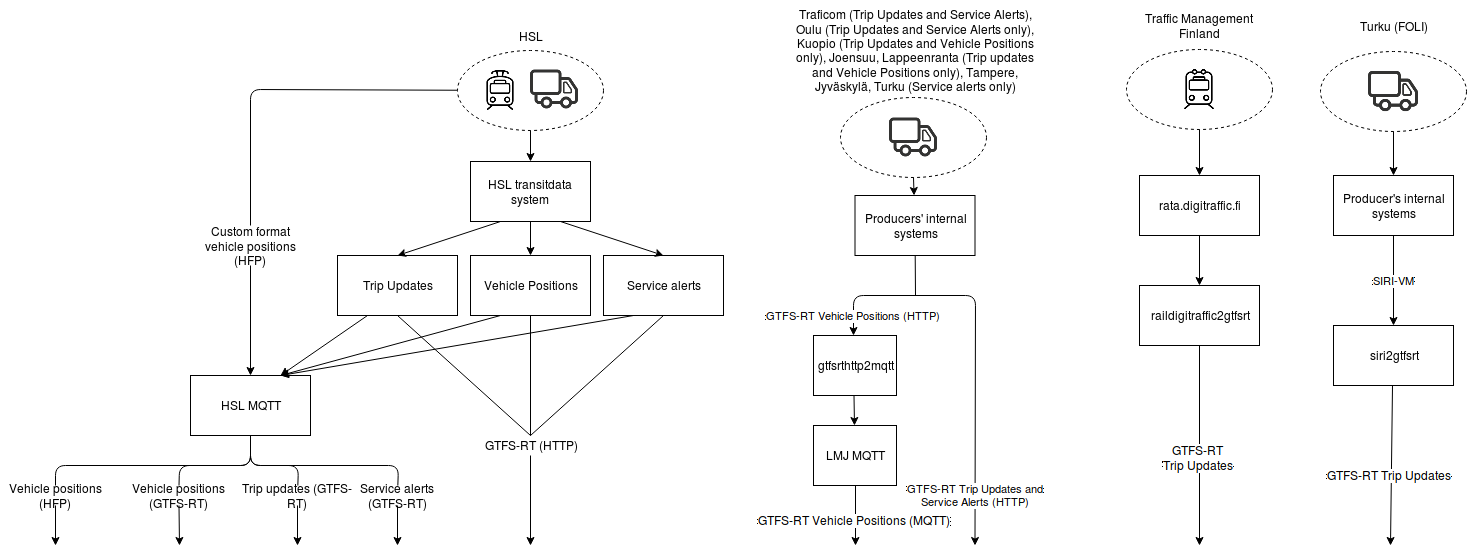 HSL
Custom format
vehicle positions
(HFP)
HSL transitdata
system
Trip Updates
Vehicle Positions
Service alerts
HSL MQTT
GTFS-RT (HTTP)
Vehicle positions
(HFP)
Vehicle positions
(GTFS-RT)
Trip updates (GTFS-
RT)
Service alerts
(GTFS-RT)
Traficom (Trip Updates and Service Alerts),
Oulu (Trip Updates and Service Alerts only),
Kuopio (Trip Updates and Vehicle Positions
only), Joensuu, Lappeenranta (Trip updates
and Vehicle Positions only), Tampere,
Jyväskylä, Turku (Service alerts only)
Producers' internal
systems
GTFS-RT Vehicle Positions (HTTP)
gtfsrthttp2mqtt
LMJ MQTT
GTFS-RT Trip Updates and
Service Alerts (HTTP)
GTFS-RT Vehicle Positions (MQTT)
Traffic Management
Finland
rata.digitraffic.fi
raildigitraffic2gtfsrt
GTFS-RT
Trip Updates
Turku (FOLI)
Producer's internal
systems
SIRI-VM
siri2gtfsrt
GTFS-RT Trip Updates